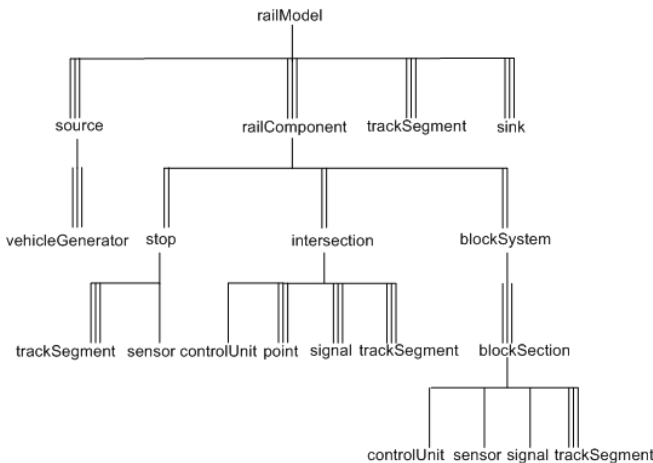 railModel
source railComponent trackSegment sink
vehicleGenerator stop intersection blockSystem
trackSegment sensor controlUnit point signal trackSegment blockSection
controlUnit sensor signal trackSegment